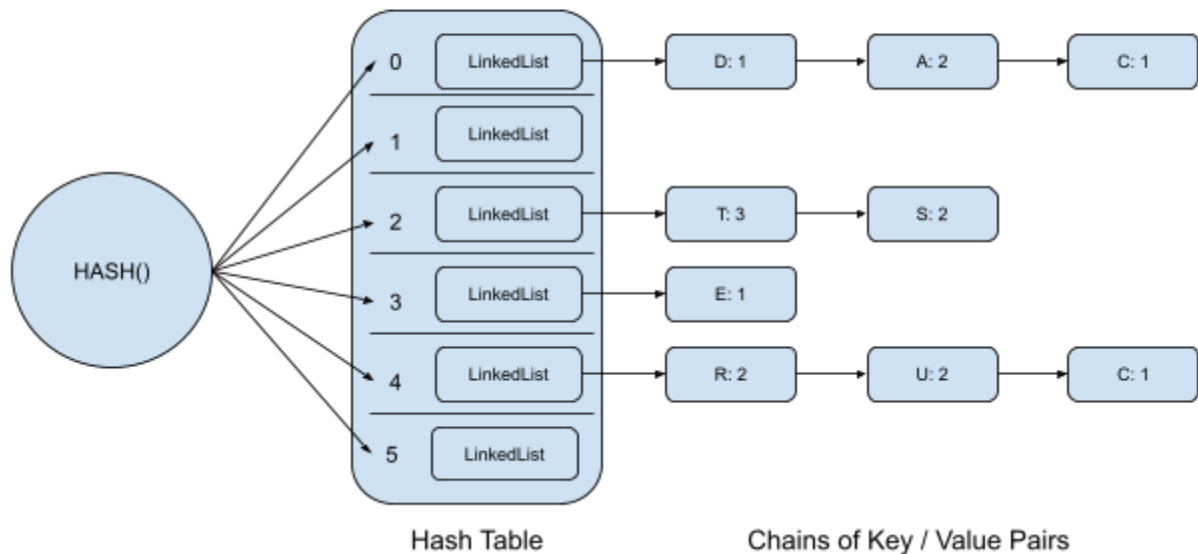 HASH()
0 LinkedList D: 1 A: 2 C: 1
1 LinkedList
2 LinkedList T: 3 S: 2
3 LinkedList E: 1
4 LinkedList R: 2 U: 2 C: 1
5 LinkedList
Hash Table Chains of Key / Value Pairs